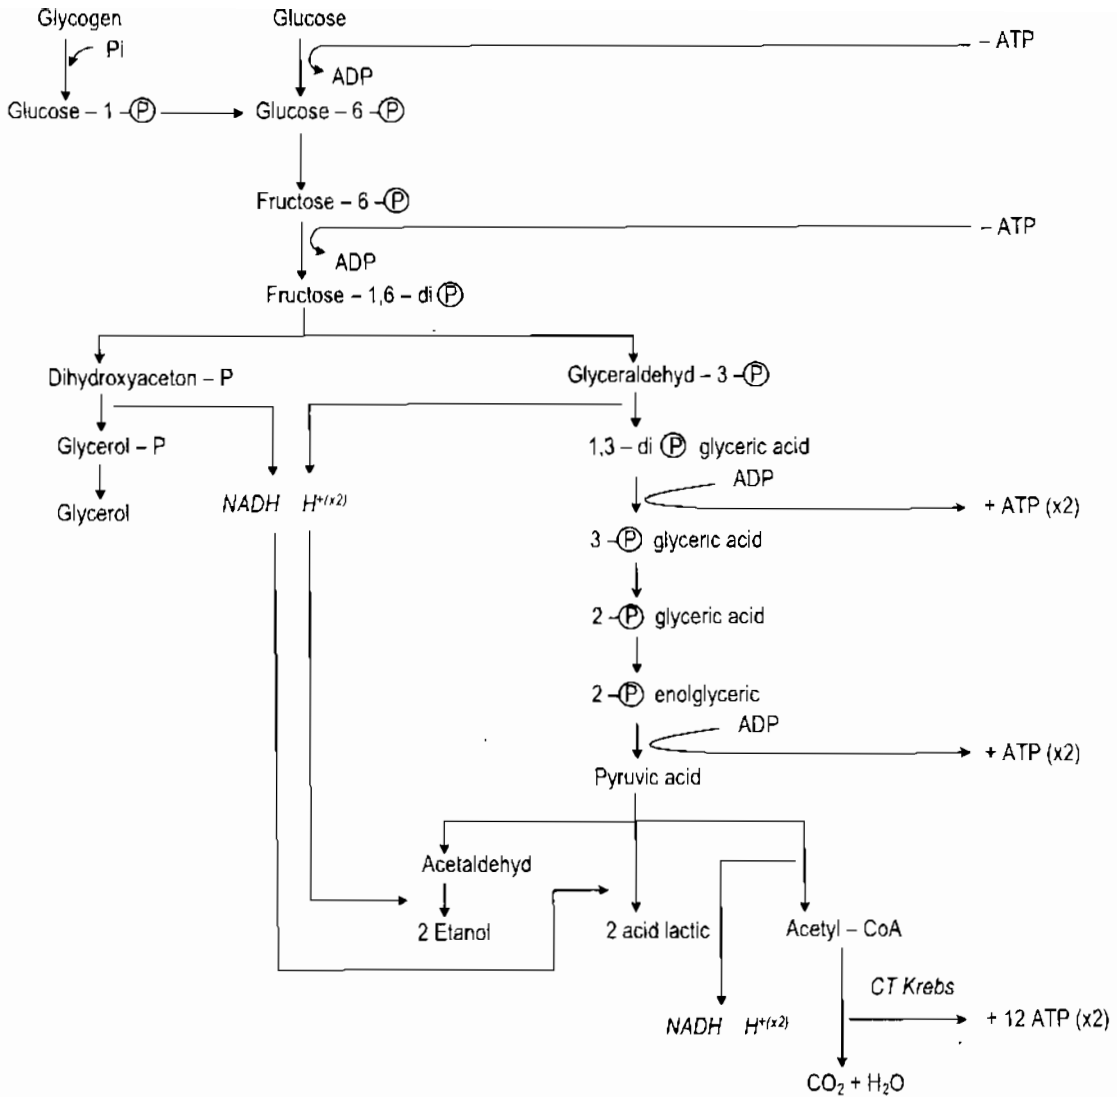 Glycogen Glucose
Pi – ATP
ADP
Glucose – 1 – P Glucose – 6 – P
Fructose – 6 – P
– ATP
ADP
Fructose – 1,6 – di P
Dihydroxyaceton – P Glyceraldehyd – 3 – P
Glycerol – P 1,3 – di P glyceric acid
ADP
NADH H+(x2) + ATP (x2)
Glycerol
3 – P glyceric acid
2 – P glyceric acid
2 – P enolglyceric
ADP
+ ATP (x2)
Pyruvic acid
Acetaldehyd
2 Etanol 2 acid lactic Acetyl – CoA
CT Krebs
NADH H+(x2) + 12 ATP (x2)
CO₂ + H₂O